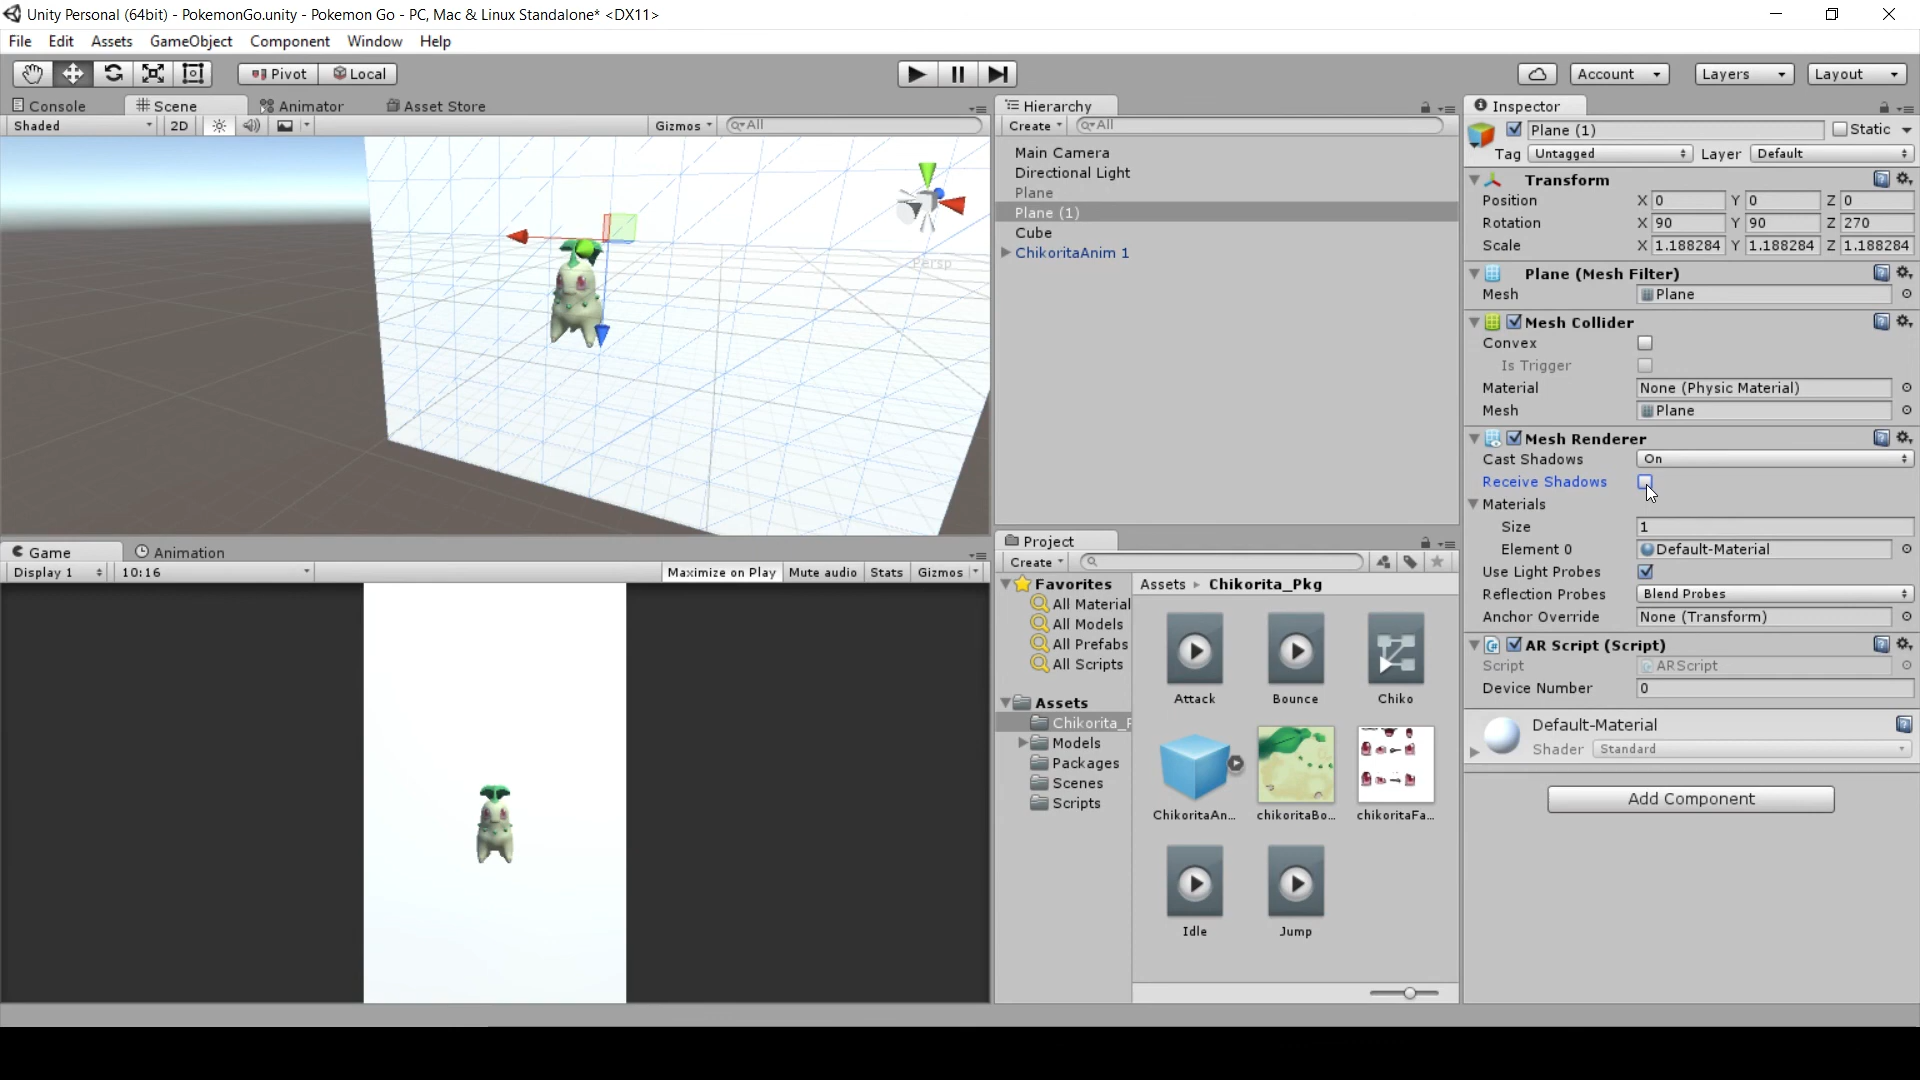 Unity Personal (64bit) - PokemonGo.unity - Pokemon Go - PC, Mac & Linux Standalone* <DX11>
File Edit Assets GameObject Component Window Help
Pivot Local
Account Layers Layout
Console Scene Animator Asset Store
Shaded 2D Gizmos All
Persp
Hierarchy
Create All
Main Camera
Directional Light
Plane
Plane (1)
Cube
ChikoritaAnim 1
Game Animation
Display 1 10:16 Maximize on Play Mute audio Stats Gizmos
Project
Create
Favorites
All Material
All Models
All Prefabs
All Scripts
Assets
Chikorita_P
Models
Packages
Scenes
Scripts
Assets Chikorita_Pkg
Attack Bounce Chiko
ChikoritaAn... chikoritaBo... chikoritaFa...
Idle Jump
Inspector
Plane (1) Static
Tag Untagged Layer Default
Transform
Position X 0 Y 0 Z 0
Rotation X 90 Y 90 Z 270
Scale X 1.188284 Y 1.188284 Z 1.188284
Plane (Mesh Filter)
Mesh Plane
Mesh Collider
Convex
Is Trigger
Material None (Physic Material)
Mesh Plane
Mesh Renderer
Cast Shadows On
Receive Shadows
Materials
Size 1
Element 0 Default-Material
Use Light Probes
Reflection Probes Blend Probes
Anchor Override None (Transform)
AR Script (Script)
Script ARScript
Device Number 0
Default-Material
Shader Standard
Add Component